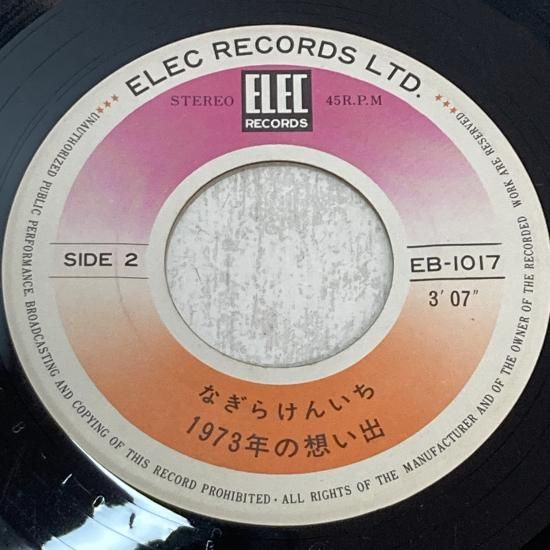 ELEC RECORDS LTD.
STEREO ELEC RECORDS 45R.P.M
SIDE 2
EB-1017
3′07″
なぎらけんいち
1973年の想い出
UNAUTHORIZED PUBLIC PERFORMANCE, BROADCASTING AND COPYING OF THIS RECORD PROHIBITED · ALL RIGHTS OF THE MANUFACTURER AND OF THE OWNER OF THE RECORDED WORK ARE RESERVED